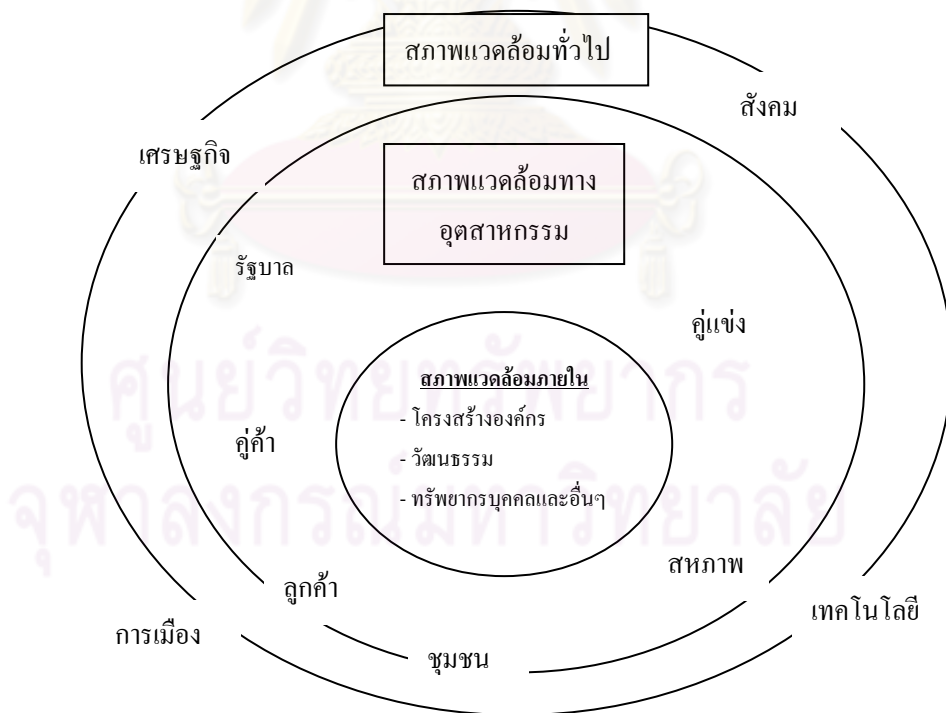 สภาพแวดล้อมทั่วไป
สังคม
เศรษฐกิจ
สภาพแวดล้อมทาง
อุตสาหกรรม
รัฐบาล
คู่แข่ง
สภาพแวดล้อมภายใน
- โครงสร้างองค์กร
- วัฒนธรรม
- ทรัพยากรบุคคลและอื่นๆ
คู่ค้า
สหภาพ
ลูกค้า
เทคโนโลยี
การเมือง
ชุมชน
ศูนย์วิทยทรัพยากร
จุฬาลงกรณ์มหาวิทยาลัย